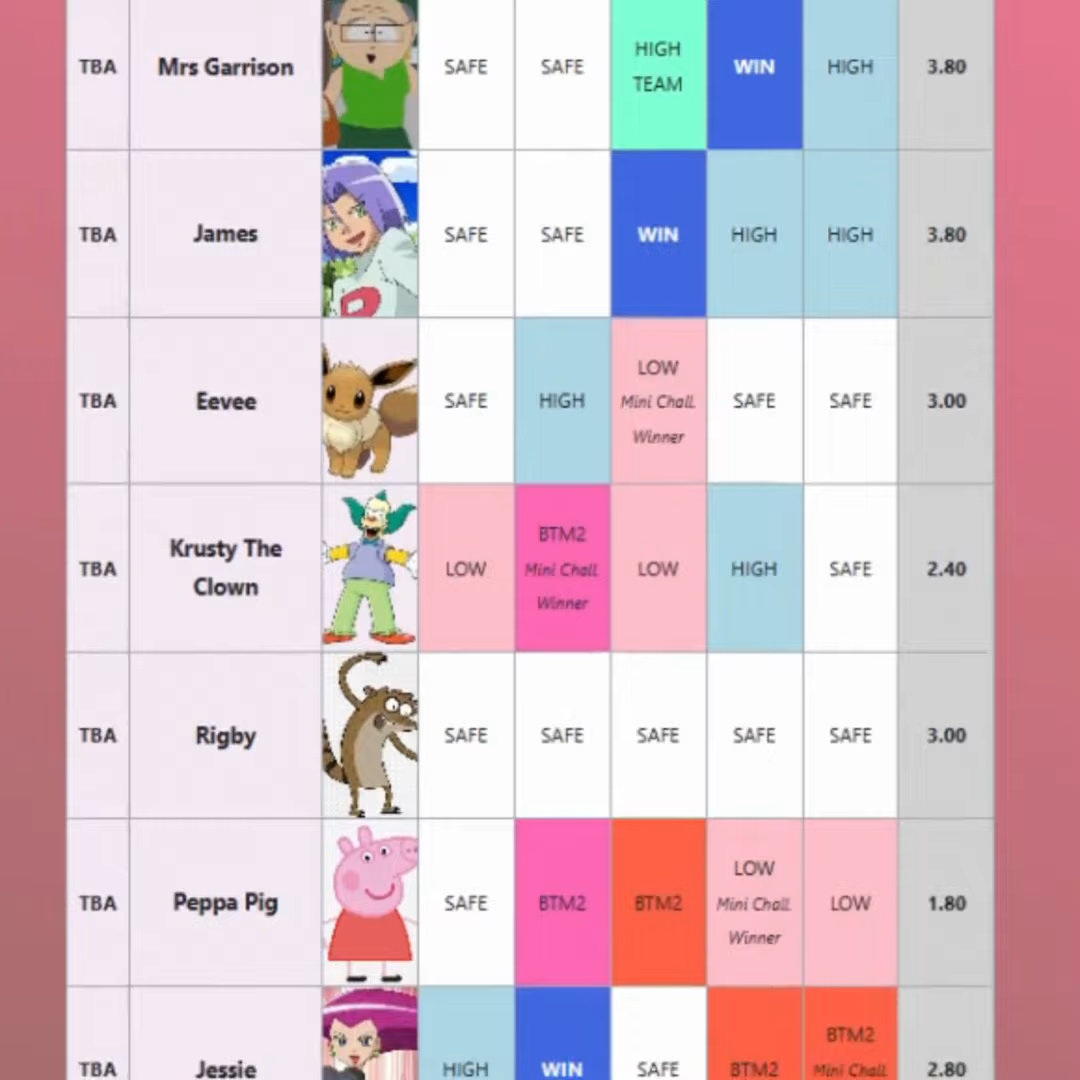 TBA Mrs Garrison SAFE SAFE HIGH TEAM WIN HIGH 3.80
TBA James SAFE SAFE WIN HIGH HIGH 3.80
TBA Eevee SAFE HIGH LOW Mini Chall. Winner SAFE SAFE 3.00
TBA Krusty The Clown LOW BTM2 Mini Chall. Winner LOW HIGH SAFE 2.40
TBA Rigby SAFE SAFE SAFE SAFE SAFE 3.00
TBA Peppa Pig SAFE BTM2 BTM2 LOW Mini Chall. Winner LOW 1.80
TBA Jessie HIGH WIN SAFE BTM2 BTM2 Mini Chall. 2.80